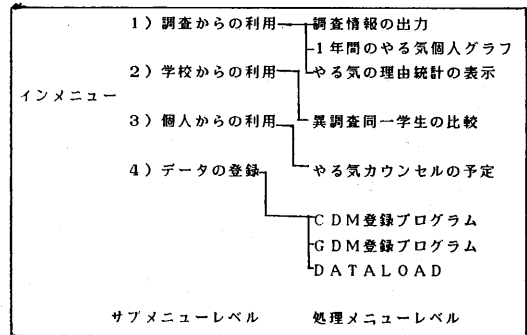 1）調査からの利用 調査情報の出力
1年間のやる気個人グラフ
2）学校からの利用 やる気の理由統計の表示
インメニュー
3）個人からの利用 異調査同一学生の比較
4）データの登録 やる気カウンセルの予定
CDM登録プログラム
GDM登録プログラム
DATALOAD
サブメニューレベル 処理メニューレベル